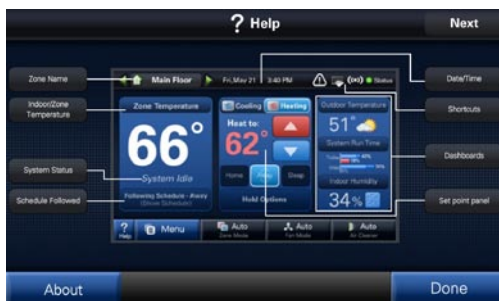 ? Help
Next
Zone Name
Indoor/Zone
Temperature
System Status
Schedule Followed
Main Floor
Fri, May 21
3:40 PM
Status
Zone Temperature
66°
System Idle
Following Schedule - Away
(Show Schedule)
Cooling
Heating
Heat to:
62°
Home
Away
Sleep
Hold Options
Outdoor Temperature
51°
System Run Time
Indoor Humidity
34%
?
Help
Menu
Auto
Zone Mode
Auto
Fan Mode
Auto
Air Cleaner
Date/Time
Shortcuts
Dashboards
Set point panel
About
Done